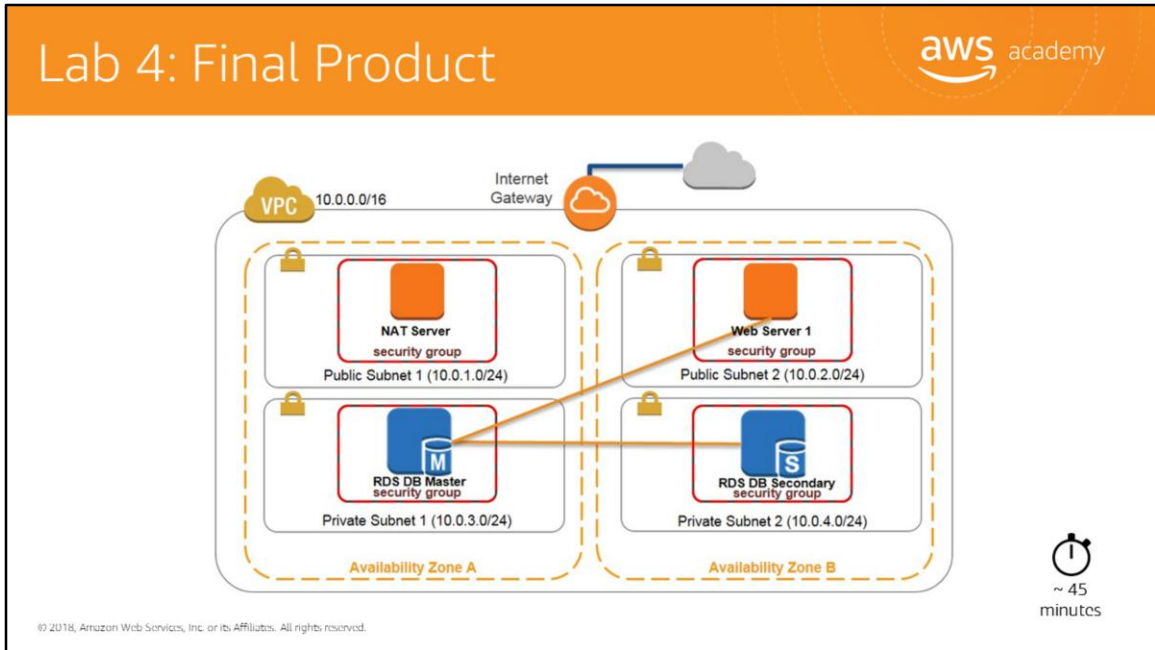 Lab 4: Final Product
aws academy
Internet
Gateway
VPC
10.0.0.0/16
NAT Server
security group
Public Subnet 1 (10.0.1.0/24)
Web Server 1
security group
Public Subnet 2 (10.0.2.0/24)
M
RDS DB Master
security group
Private Subnet 1 (10.0.3.0/24)
S
RDS DB Secondary
security group
Private Subnet 2 (10.0.4.0/24)
Availability Zone A
Availability Zone B
~ 45
minutes
© 2018, Amazon Web Services, Inc. or its Affiliates. All rights reserved.